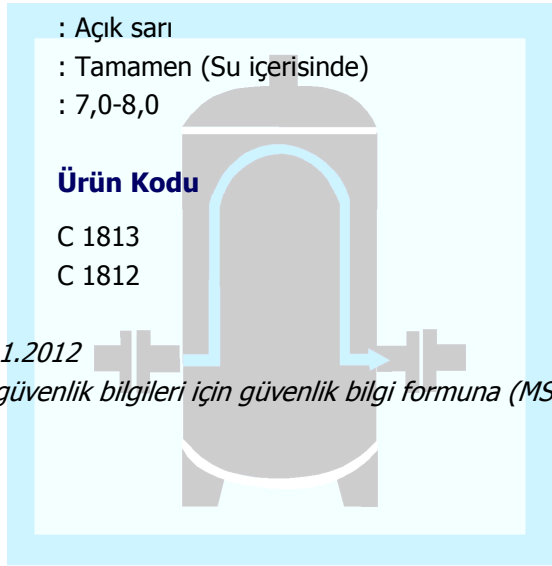 : Açık sarı
: Tamamen (Su içerisinde)
: 7,0-8,0
Ürün Kodu
C 1813
C 1812
1.2012
güvenlik bilgileri için güvenlik bilgi formuna (MS